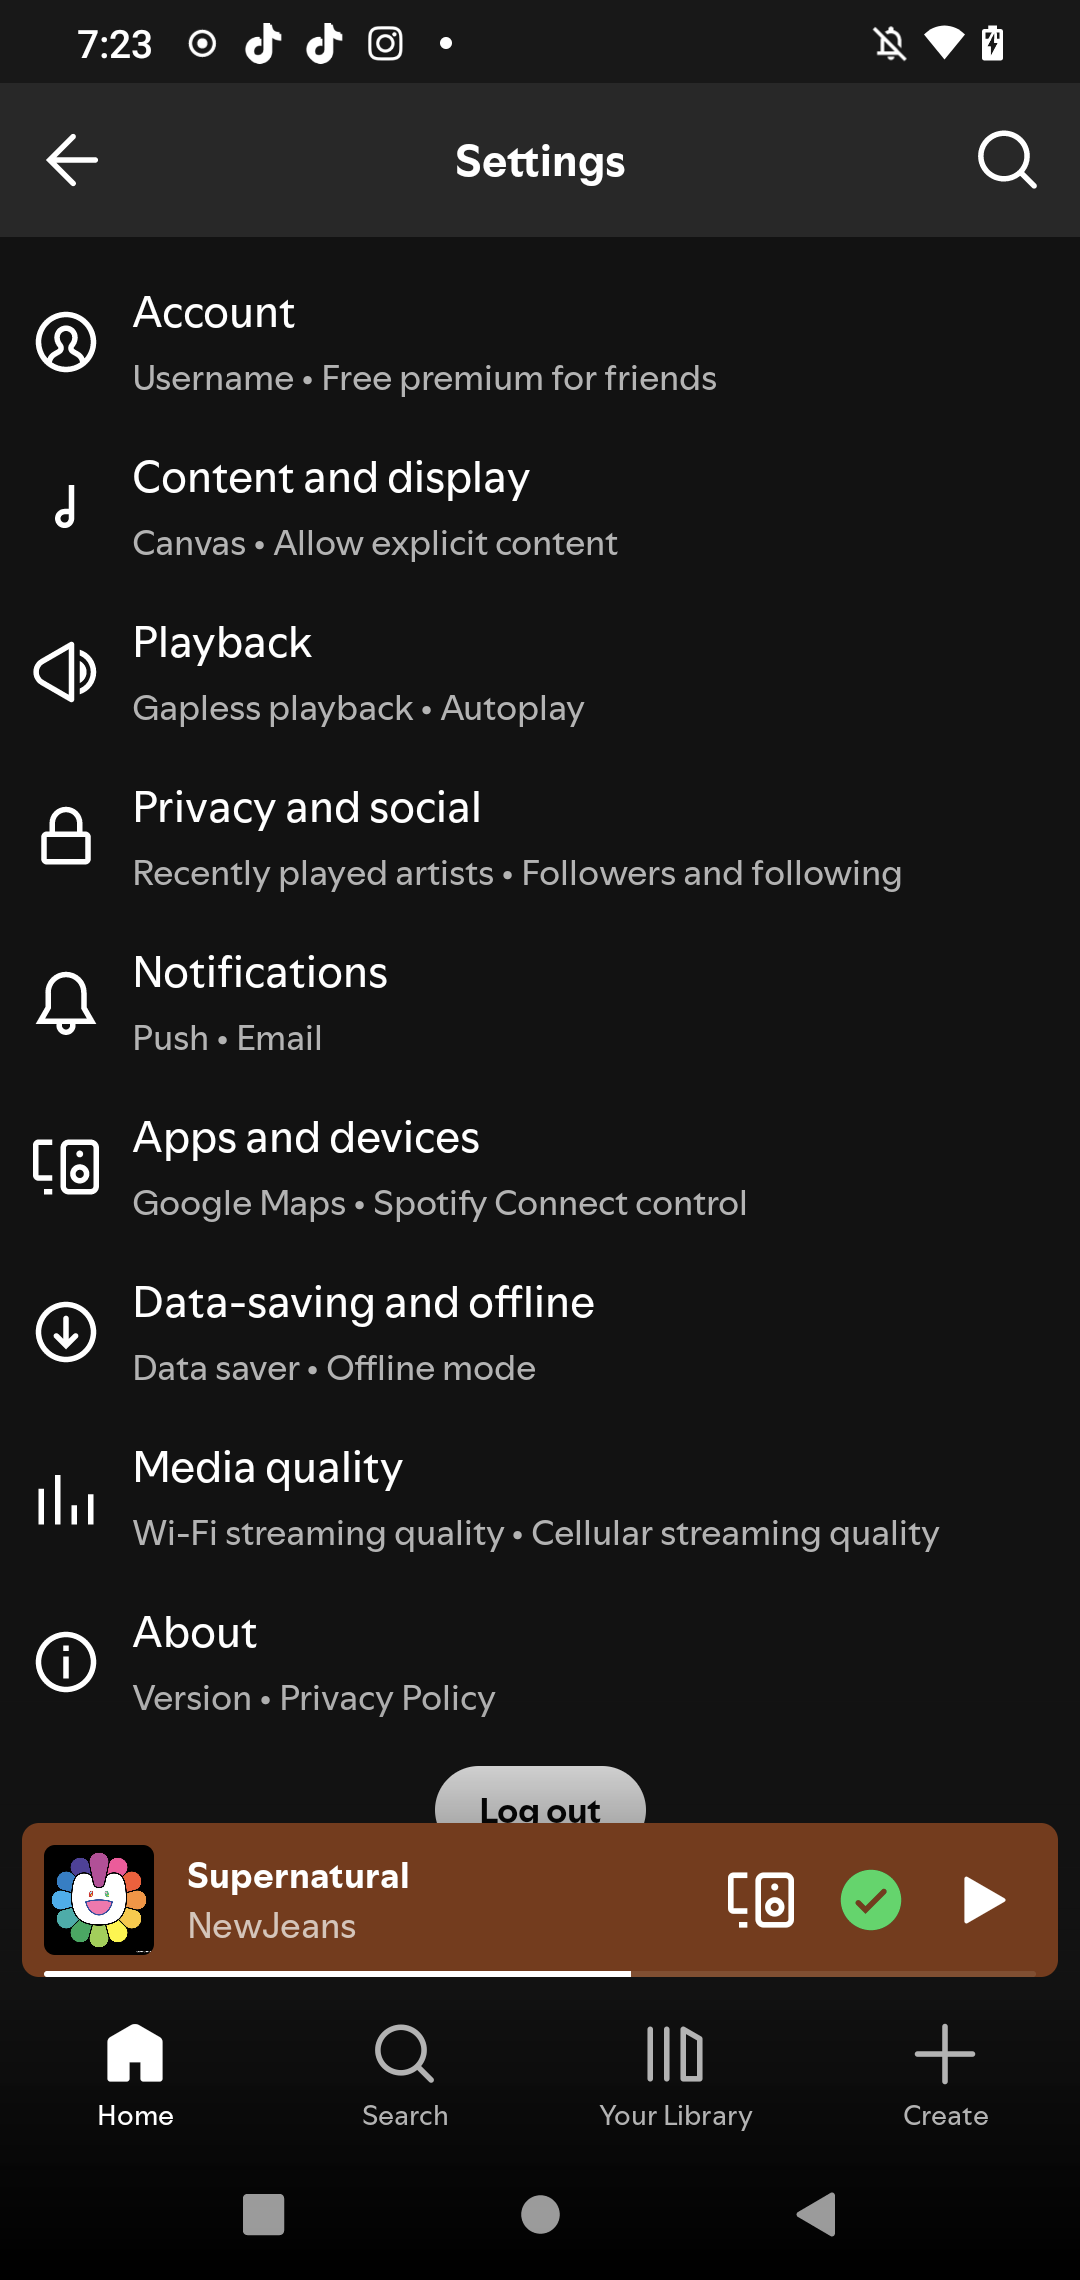 7:23
Settings
Account
Username • Free premium for friends
Content and display
Canvas • Allow explicit content
Playback
Gapless playback • Autoplay
Privacy and social
Recently played artists • Followers and following
Notifications
Push • Email
Apps and devices
Google Maps • Spotify Connect control
Data-saving and offline
Data saver • Offline mode
Media quality
Wi-Fi streaming quality • Cellular streaming quality
About
Version • Privacy Policy
Log out
Supernatural
NewJeans
Home
Search
Your Library
Create